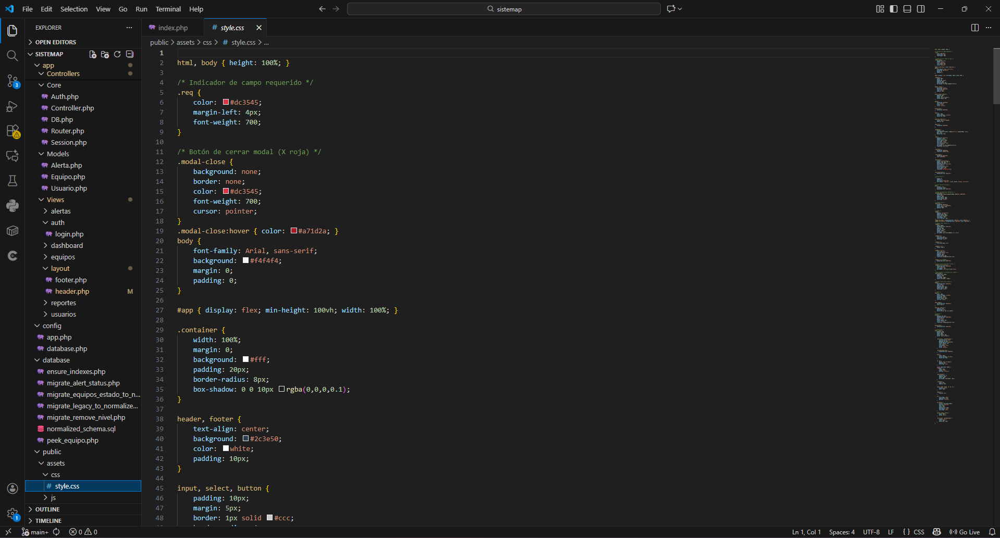 File Edit Selection View Go Run Terminal Help
sistemap
EXPLORER
OPEN EDITORS
SISTEMAP
app
Controllers
Core
Auth.php
Controller.php
DB.php
Router.php
Session.php
Models
Alerta.php
Equipo.php
Usuario.php
Views
alertas
auth
login.php
dashboard
equipos
layout
footer.php
header.php M
reportes
usuarios
config
app.php
database.php
database
ensure_indexes.php
migrate_alert_status.php
migrate_equipos_estado_to_n...
migrate_legacy_to_normalize...
migrate_remove_nivel.php
normalized_schema.sql
peek_equipo.php
public
assets
css
# style.css
js
OUTLINE
TIMELINE
3
1
index.php
# style.css
public > assets > css > # style.css > ...
1
2 html, body { height: 100%; }
3
4 /* Indicador de campo requerido */
5 .req {
6 color: #dc3545;
7 margin-left: 4px;
8 font-weight: 700;
9 }
10
11 /* Botón de cerrar modal (X roja) */
12 .modal-close {
13 background: none;
14 border: none;
15 color: #dc3545;
16 font-weight: 700;
17 cursor: pointer;
18 }
19 .modal-close:hover { color: #a71d2a; }
20 body {
21 font-family: Arial, sans-serif;
22 background: #f4f4f4;
23 margin: 0;
24 padding: 0;
25 }
26
27 #app { display: flex; min-height: 100vh; width: 100%; }
28
29 .container {
30 width: 100%;
31 margin: 0;
32 background: #fff;
33 padding: 20px;
34 border-radius: 8px;
35 box-shadow: 0 0 10px rgba(0,0,0,0.1);
36 }
37
38 header, footer {
39 text-align: center;
40 background: #2c3e50;
41 color: white;
42 padding: 10px;
43 }
44
45 input, select, button {
46 padding: 10px;
47 margin: 5px;
48 border: 1px solid #ccc;
main+ 0 0
Ln 1, Col 1 Spaces: 4 UTF-8 LF { } CSS Go Live